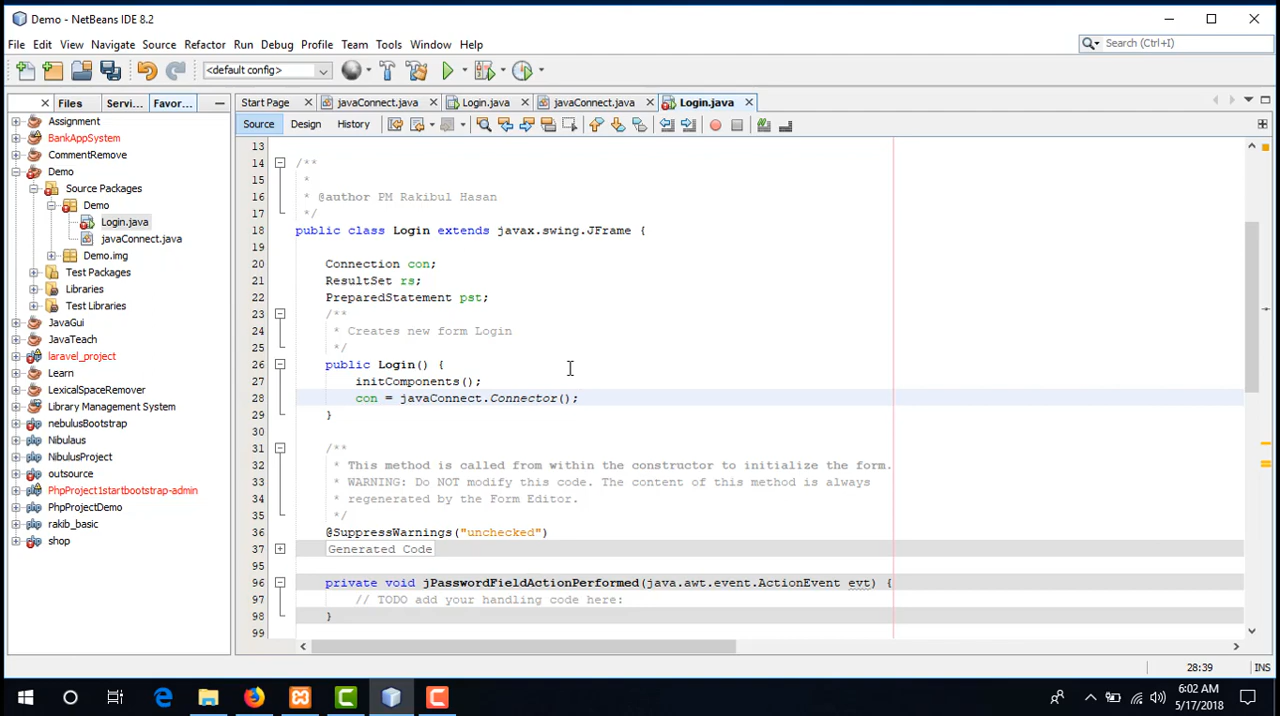 Demo - NetBeans IDE 8.2
File Edit View Navigate Source Refactor Run Debug Profile Team Tools Window Help
Search (Ctrl+I)
<default config>
Files Servi... Favor...
Start Page javaConnect.java Login.java javaConnect.java Login.java
Source Design History
Assignment
BankAppSystem
CommentRemove
Demo
Source Packages
Demo
Login.java
javaConnect.java
Demo.img
Test Packages
Libraries
Test Libraries
JavaGui
JavaTeach
laravel_project
Learn
LexicalSpaceRemover
Library Management System
nebulusBootstrap
Nibulaus
NibulusProject
outsource
PhpProject1startbootstrap-admin
PhpProjectDemo
rakib_basic
shop
13
14 /**
15 *
16 * @author PM Rakibul Hasan
17 */
18 public class Login extends javax.swing.JFrame {
19
20 Connection con;
21 ResultSet rs;
22 PreparedStatement pst;
23 /**
24 * Creates new form Login
25 */
26 public Login() {
27 initComponents();
28 con = javaConnect.Connector();
29 }
30
31 /**
32 * This method is called from within the constructor to initialize the form.
33 * WARNING: Do NOT modify this code. The content of this method is always
34 * regenerated by the Form Editor.
35 */
36 @SuppressWarnings("unchecked")
37 Generated Code
95
96 private void jPasswordFieldActionPerformed(java.awt.event.ActionEvent evt) {
97 // TODO add your handling code here:
98 }
99
28:39 INS
6:02 AM
5/17/2018